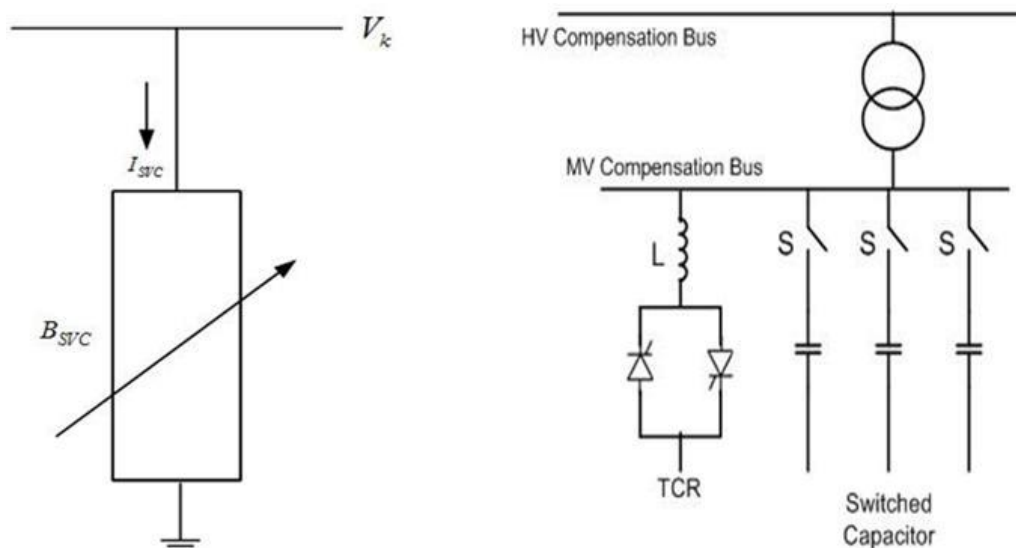 V_k
I_SVC
B_SVC
HV Compensation Bus
MV Compensation Bus
L
S
S
S
TCR
Switched
Capacitor